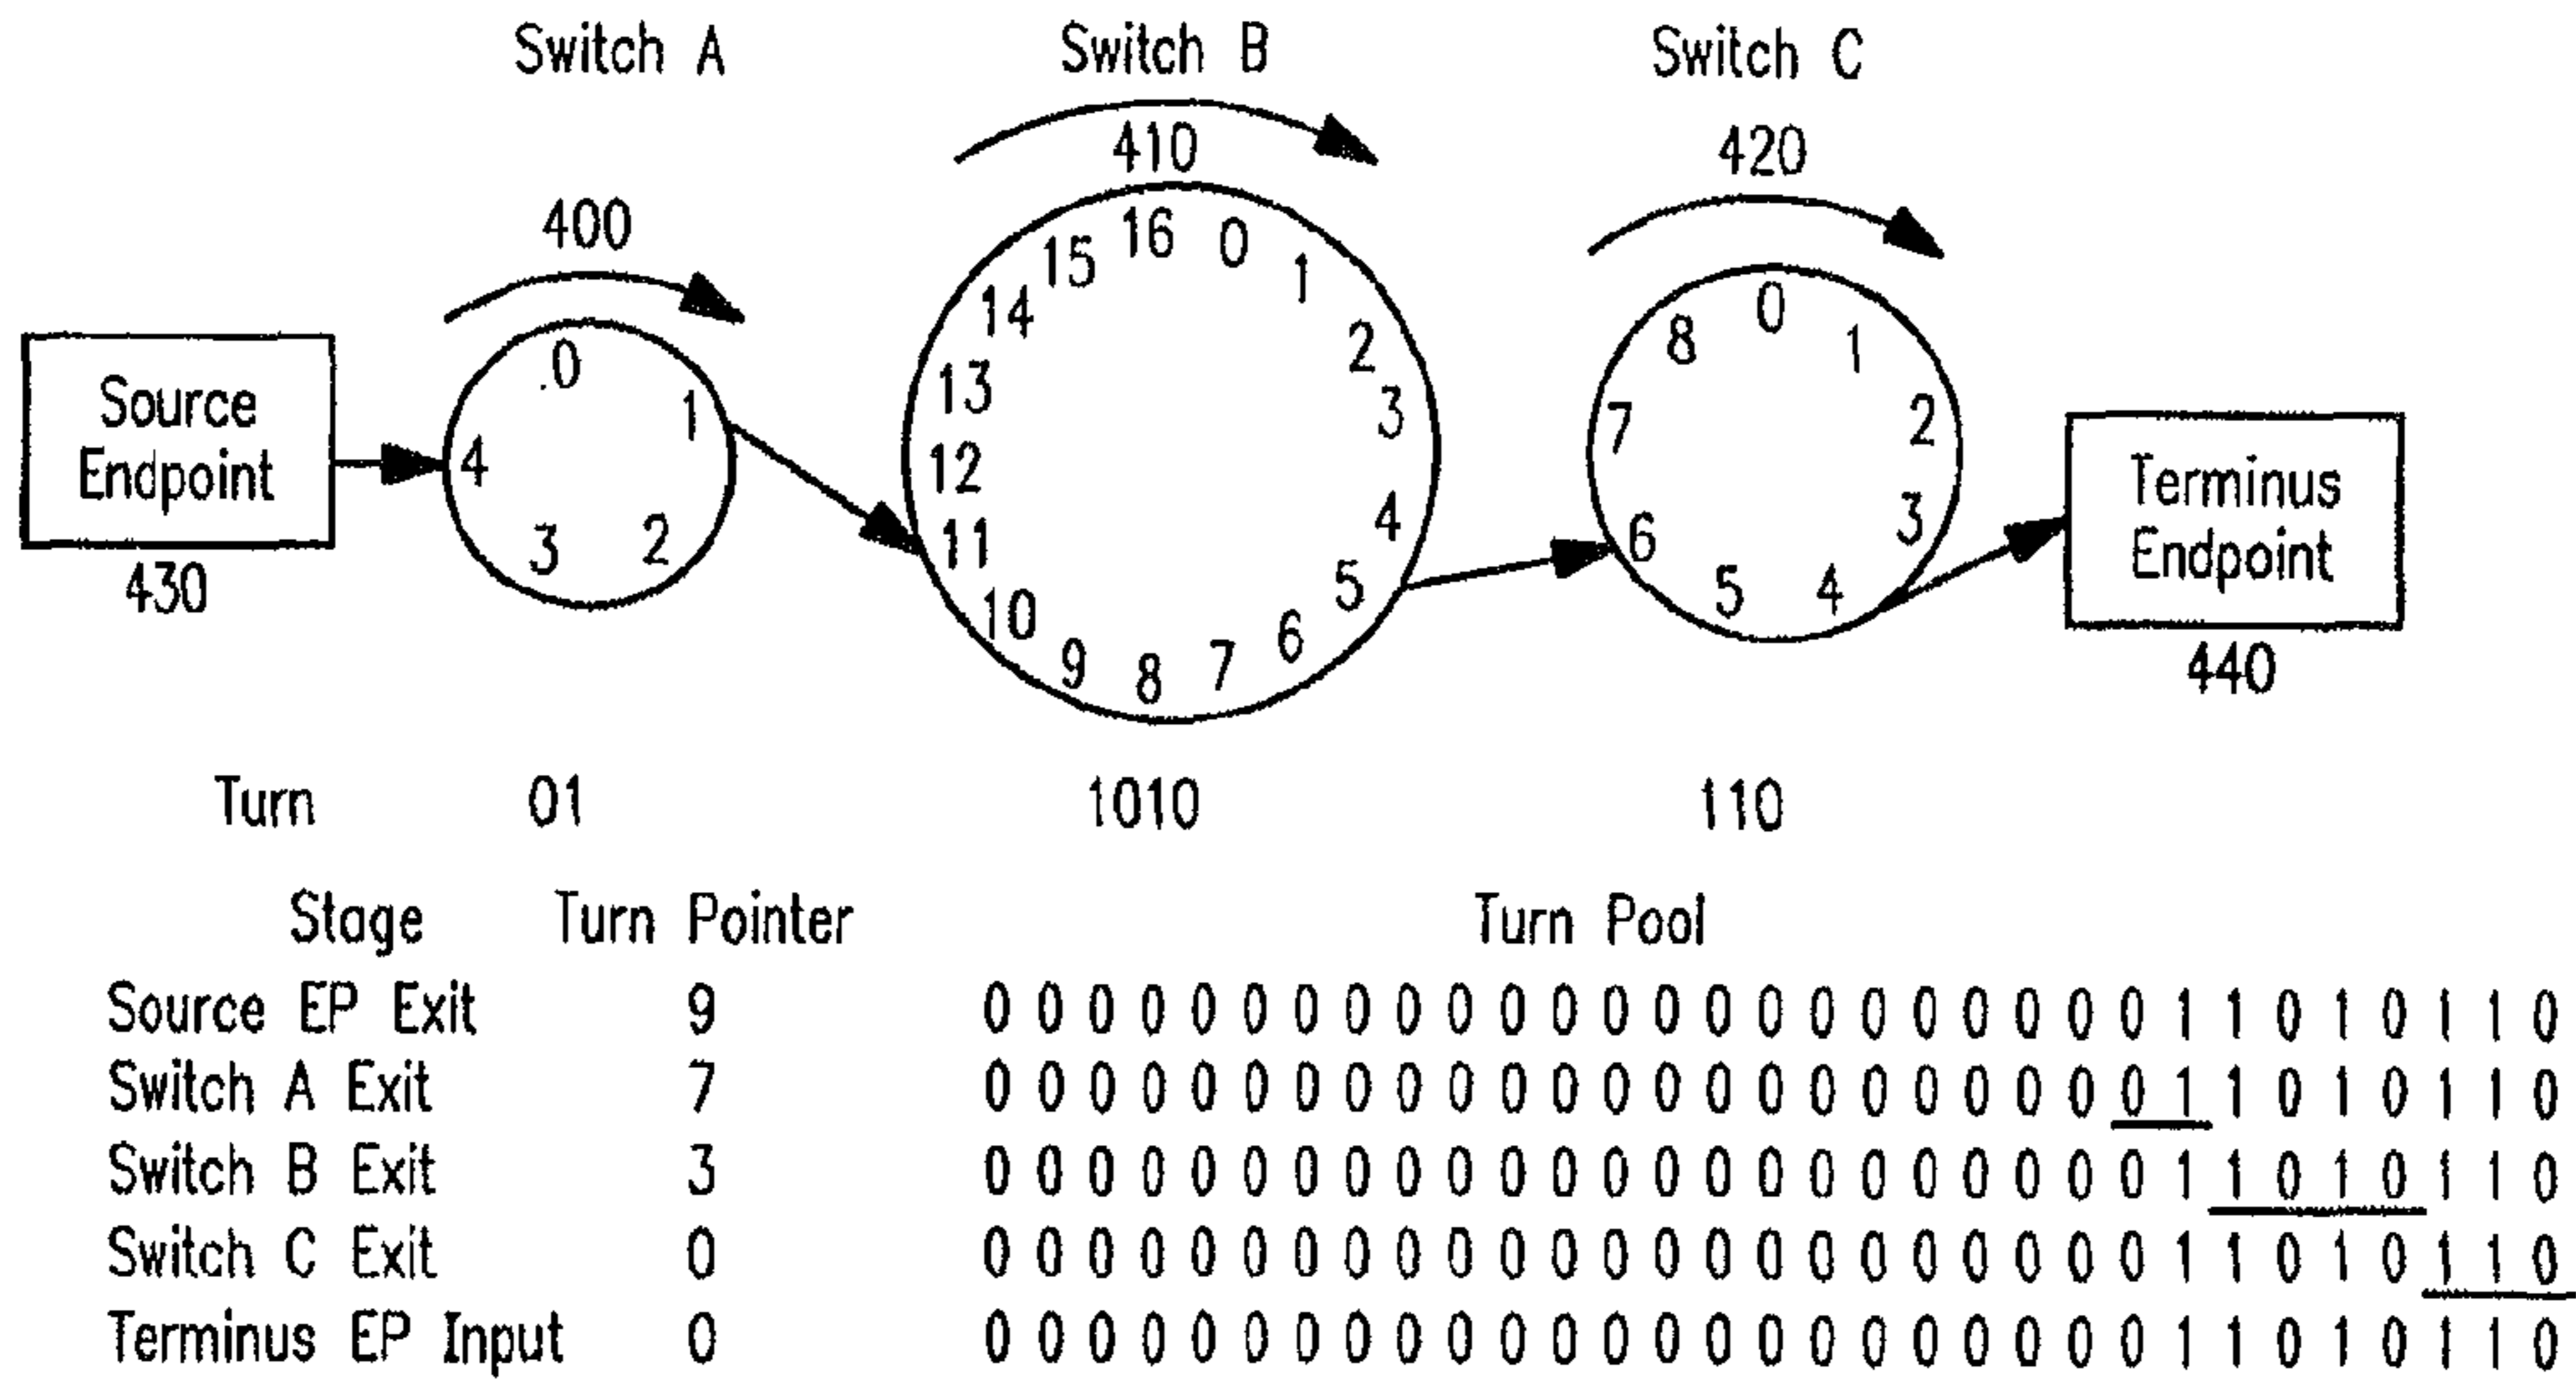 Switch A
Switch B
Switch C
400
410
420
Source
Endpoint
430
0
1
2
3
4
0
1
2
3
4
5
6
7
8
9
10
11
12
13
14
15
16
0
1
2
3
4
5
6
7
8
Terminus
Endpoint
440
Turn 01 1010 110
Stage Turn Pointer Turn Pool
Source EP Exit 9 0 0 0 0 0 0 0 0 0 0 0 0 0 0 0 0 0 0 0 0 0 0 0 1 1 0 1 0 1 1 0
Switch A Exit 7 0 0 0 0 0 0 0 0 0 0 0 0 0 0 0 0 0 0 0 0 0 0 0 1 1 0 1 0 1 1 0
Switch B Exit 3 0 0 0 0 0 0 0 0 0 0 0 0 0 0 0 0 0 0 0 0 0 0 0 1 1 0 1 0 1 1 0
Switch C Exit 0 0 0 0 0 0 0 0 0 0 0 0 0 0 0 0 0 0 0 0 0 0 0 0 1 1 0 1 0 1 1 0
Terminus EP Input 0 0 0 0 0 0 0 0 0 0 0 0 0 0 0 0 0 0 0 0 0 0 0 0 1 1 0 1 0 1 1 0